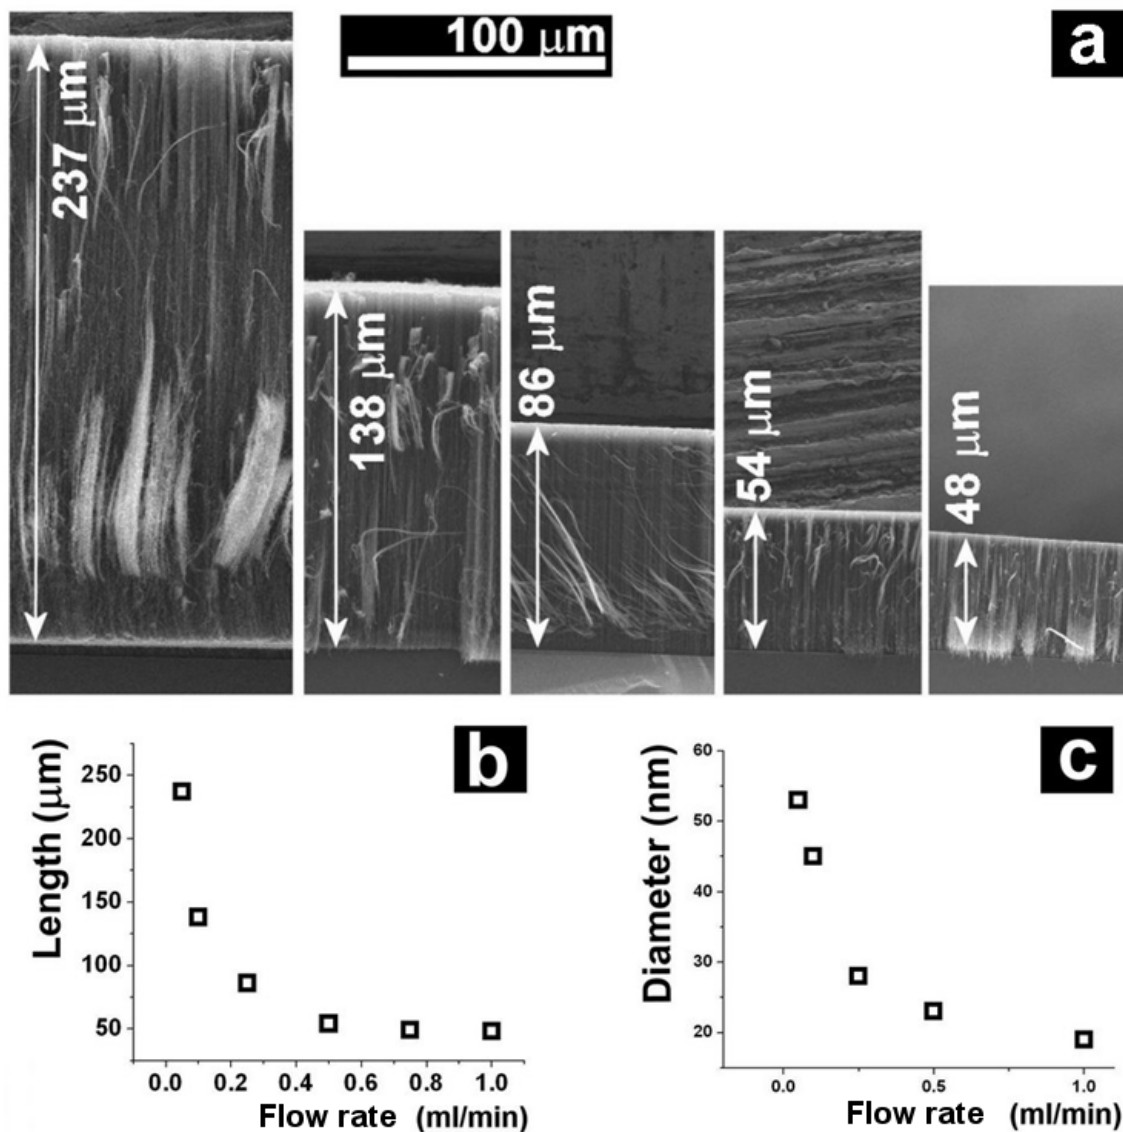 100 μm
a
237 μm
138 μm
86 μm
54 μm
48 μm
b
Length (μm)
250
200
150
100
50
0.0 0.2 0.4 0.6 0.8 1.0
Flow rate (ml/min)
c
Diameter (nm)
60
50
40
30
20
0.0 0.5 1.0
Flow rate (ml/min)